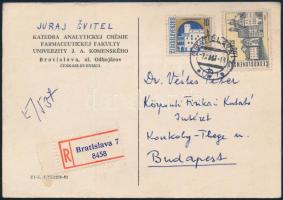 JURAJ ŠVITEL
KATEDRA ANALYTICKEJ CHÉMIE
FARMACEUTICKEJ FAKULTY
UNIVERZITY J. A. KOMENSKÉHO
Bratislava, ul. Odbojárov
ČESKOSLOVENSKO
Dr. Vértes Péter
Központi Fizikai Kutató
Intézet
Konkoly-Thege u.
Budapest
R
Bratislava 7
8458